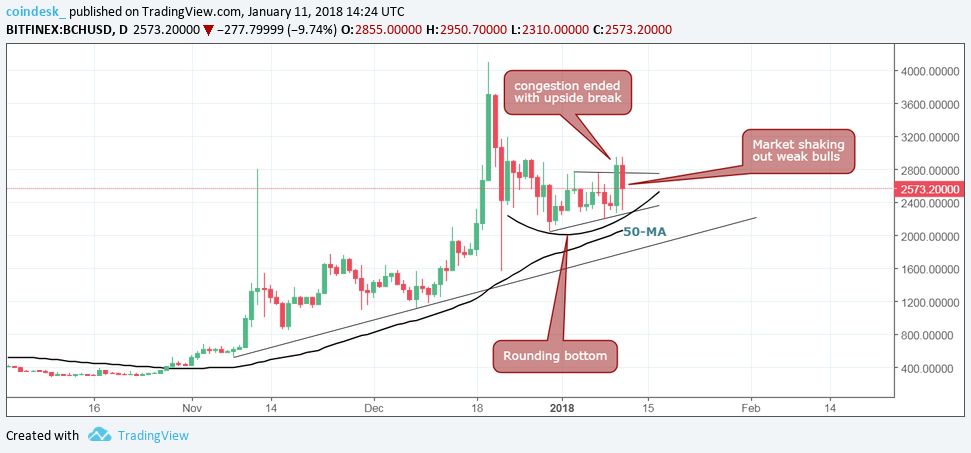 coindesk_ published on TradingView.com, January 11, 2018 14:24 UTC
BITFINEX:BCHUSD, D 2573.20000 ▼ −277.79999 (−9.74%) O:2855.00000 H:2950.70000 L:2310.00000 C:2573.20000
congestion ended
with upside break
Market shaking
out weak bulls
50-MA
Rounding bottom
4000.00000
3600.00000
3200.00000
2800.00000
2573.20000
2400.00000
2000.00000
1600.00000
1200.00000
800.00000
400.00000
16 Nov 14 Dec 18 2018 15 Feb 14
Created with TradingView